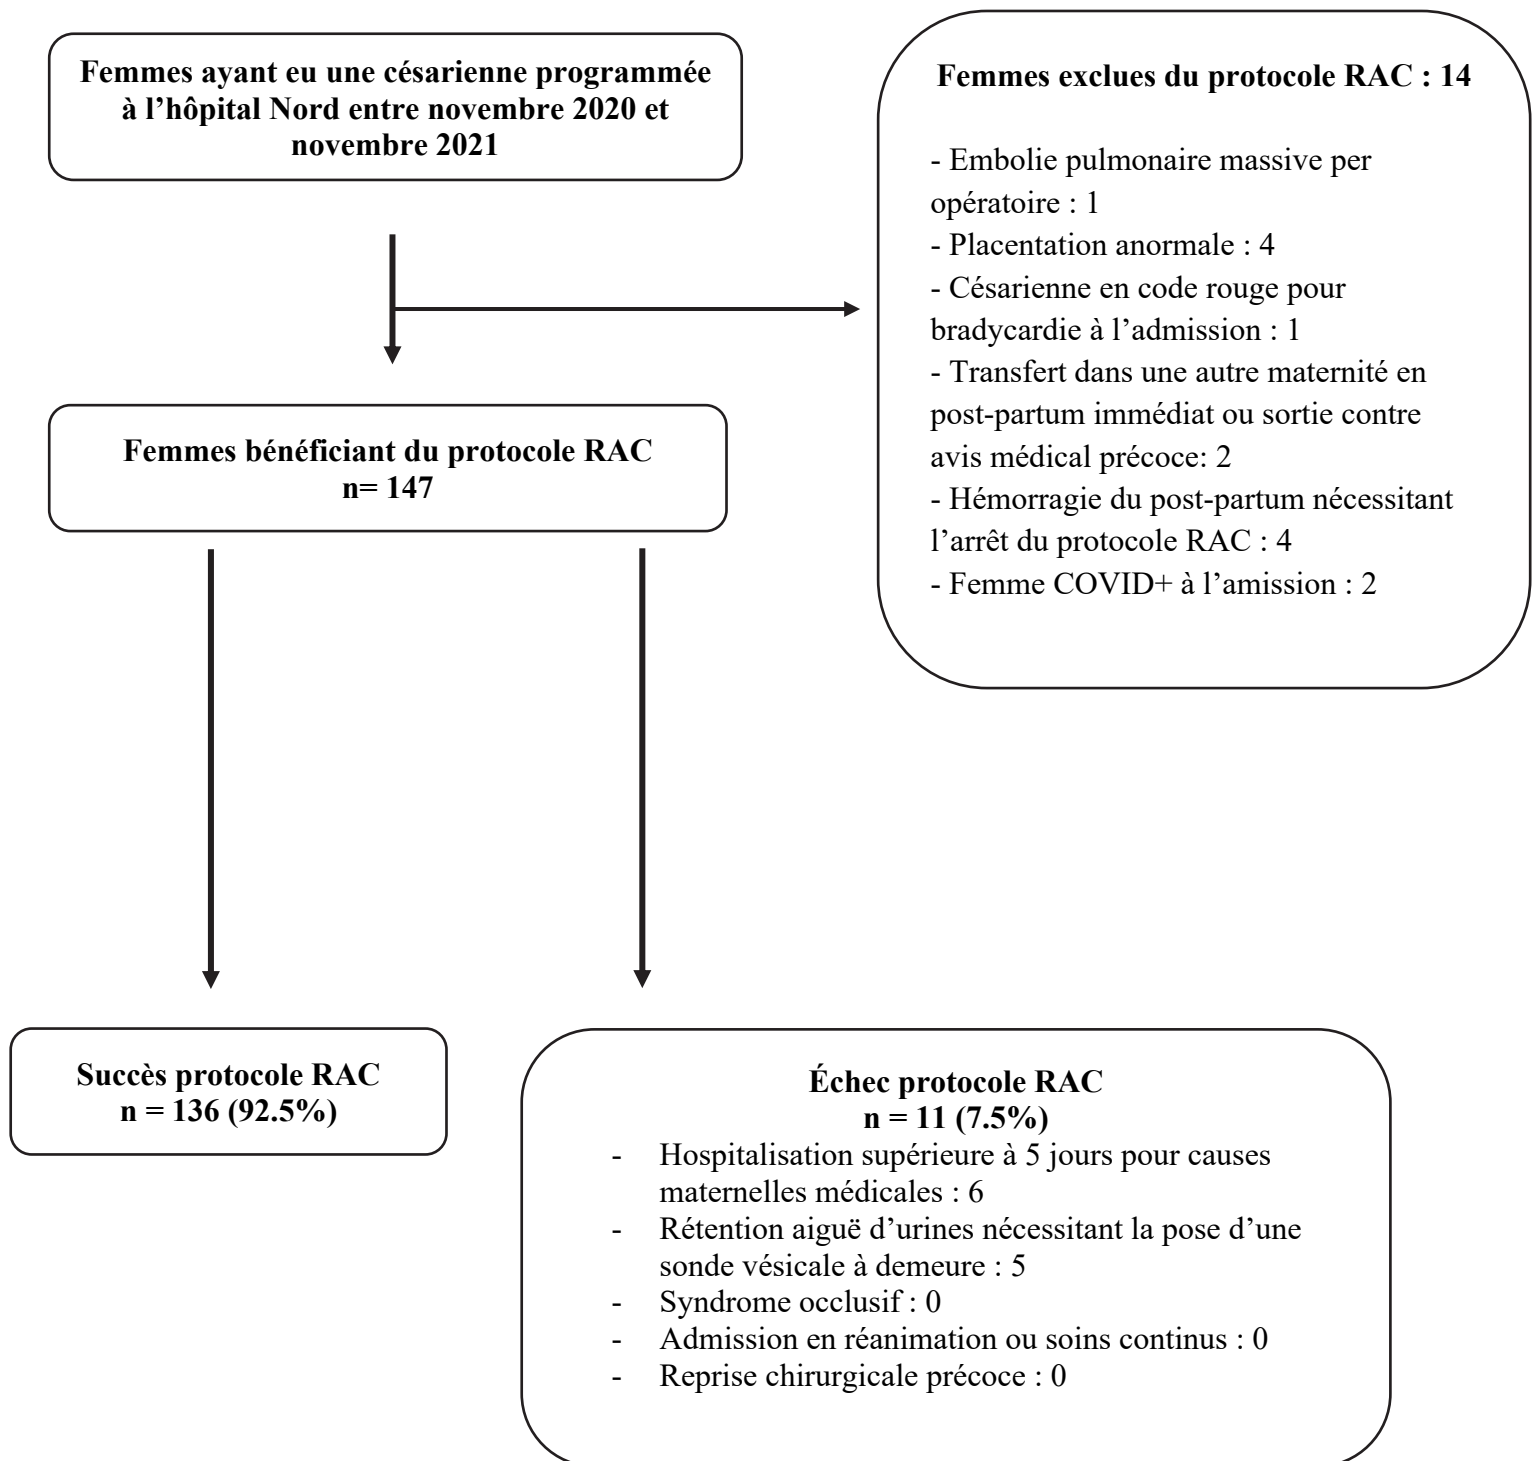 Femmes ayant eu une césarienne programmée
à l’hôpital Nord entre novembre 2020 et
novembre 2021
Femmes exclues du protocole RAC : 14
- Embolie pulmonaire massive per
opératoire : 1
- Placentation anormale : 4
- Césarienne en code rouge pour
bradycardie à l’admission : 1
- Transfert dans une autre maternité en
post-partum immédiat ou sortie contre
avis médical précoce: 2
- Hémorragie du post-partum nécessitant
l’arrêt du protocole RAC : 4
- Femme COVID+ à l’amission : 2
Femmes bénéficiant du protocole RAC
n= 147
Succès protocole RAC
n = 136 (92.5%)
Échec protocole RAC
n = 11 (7.5%)
- Hospitalisation supérieure à 5 jours pour causes
maternelles médicales : 6
- Rétention aiguë d’urines nécessitant la pose d’une
sonde vésicale à demeure : 5
- Syndrome occlusif : 0
- Admission en réanimation ou soins continus : 0
- Reprise chirurgicale précoce : 0